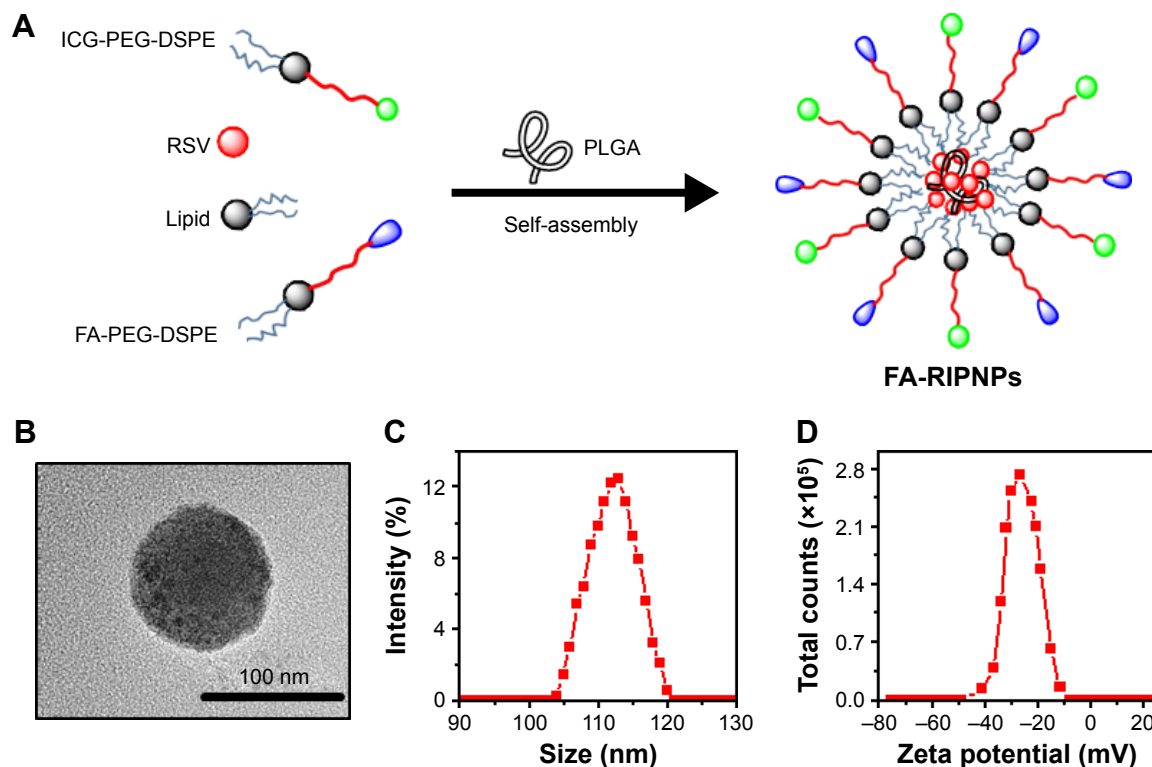 A
ICG-PEG-DSPE
RSV
Lipid
FA-PEG-DSPE
PLGA
Self-assembly
FA-RIPNPs
B
100 nm
C
Intensity (%)
12
8
4
0
90 100 110 120 130
Size (nm)
D
Total counts (×10⁵)
2.8
2.1
1.4
0.7
0.0
–80 –60 –40 –20 0 20
Zeta potential (mV)